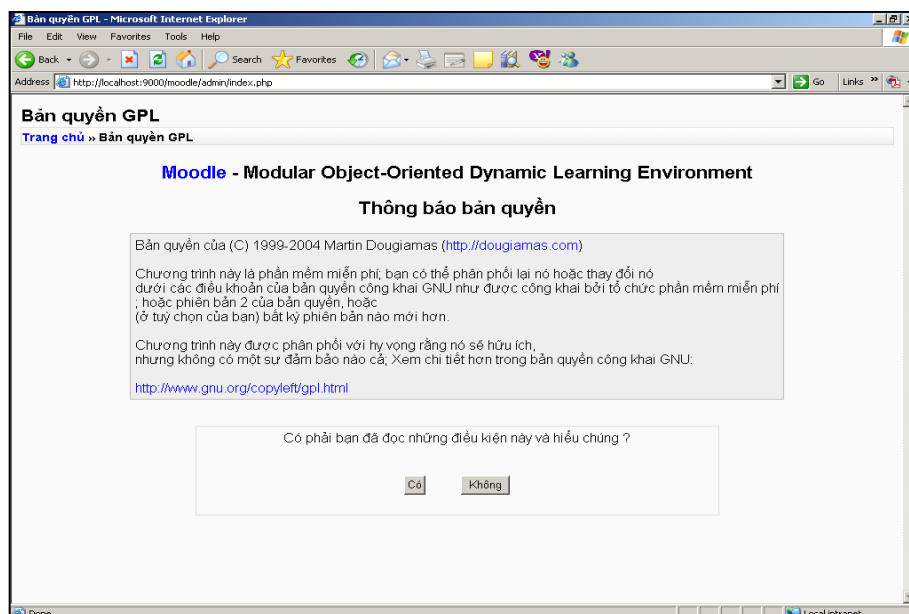 Bản quyền GPL - Microsoft Internet Explorer
File Edit View Favorites Tools Help
Back Search Favorites
Address http://localhost:9000/moodle/admin/index.php Go Links »
Bản quyền GPL
Trang chủ » Bản quyền GPL
Moodle - Modular Object-Oriented Dynamic Learning Environment
Thông báo bản quyền
Bản quyền của (C) 1999-2004 Martin Dougiamas (http://dougiamas.com)
Chương trình này là phần mềm miễn phí; bạn có thể phân phối lại nó hoặc thay đổi nó
dưới các điều khoản của bản quyền công khai GNU như được công khai bởi tổ chức phần mềm miễn phí
; hoặc phiên bản 2 của bản quyền, hoặc
(ở tuỳ chọn của bạn) bất kỳ phiên bản nào mới hơn.
Chương trình này được phân phối với hy vọng rằng nó sẽ hữu ích,
nhưng không có một sự đảm bảo nào cả; Xem chi tiết hơn trong bản quyền công khai GNU:
http://www.gnu.org/copyleft/gpl.html
Có phải bạn đã đọc những điều kiện này và hiểu chúng ?
Có Không
Done Local intranet